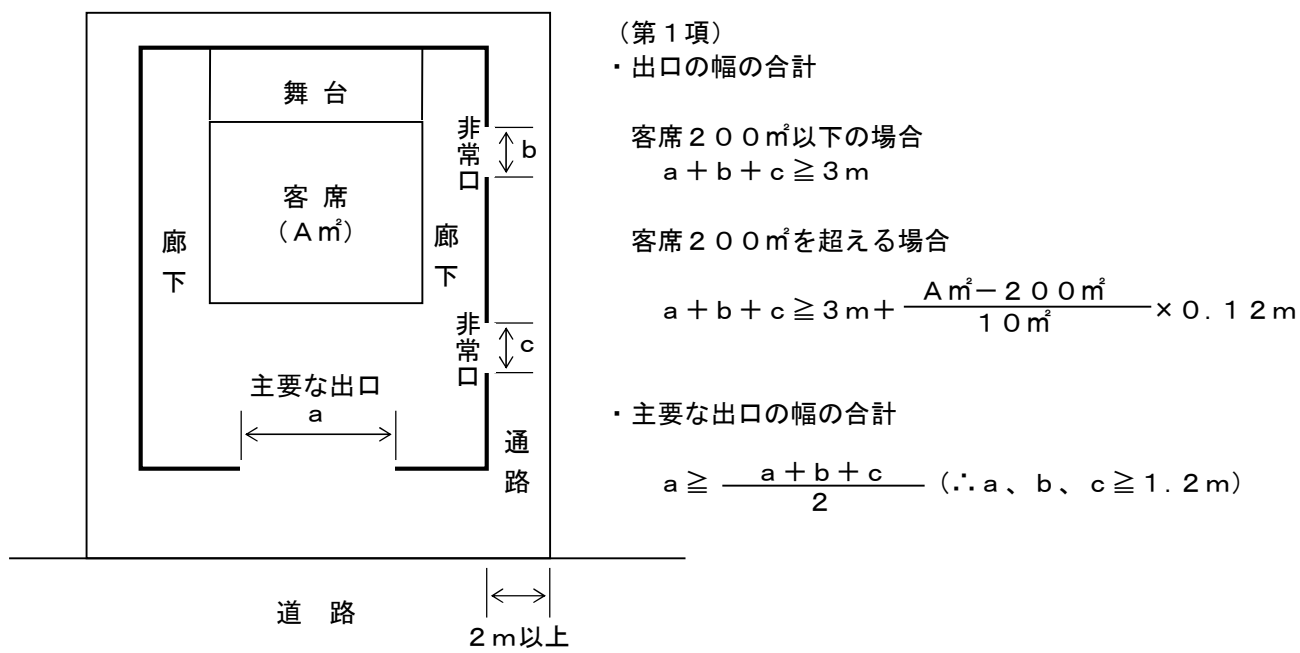 舞 台
客 席
(A㎡)
廊下
廊下
非常口
b
非常口
c
主要な出口
a
通路
道 路
2m以上
(第1項)
・出口の幅の合計
客席200㎡以下の場合
a+b+c≧3m
客席200㎡を超える場合
a+b+c≧3m+ A㎡-200㎡ / 10㎡ ×0.12m
・主要な出口の幅の合計
a≧ a+b+c / 2 (∴a、b、c≧1.2m)